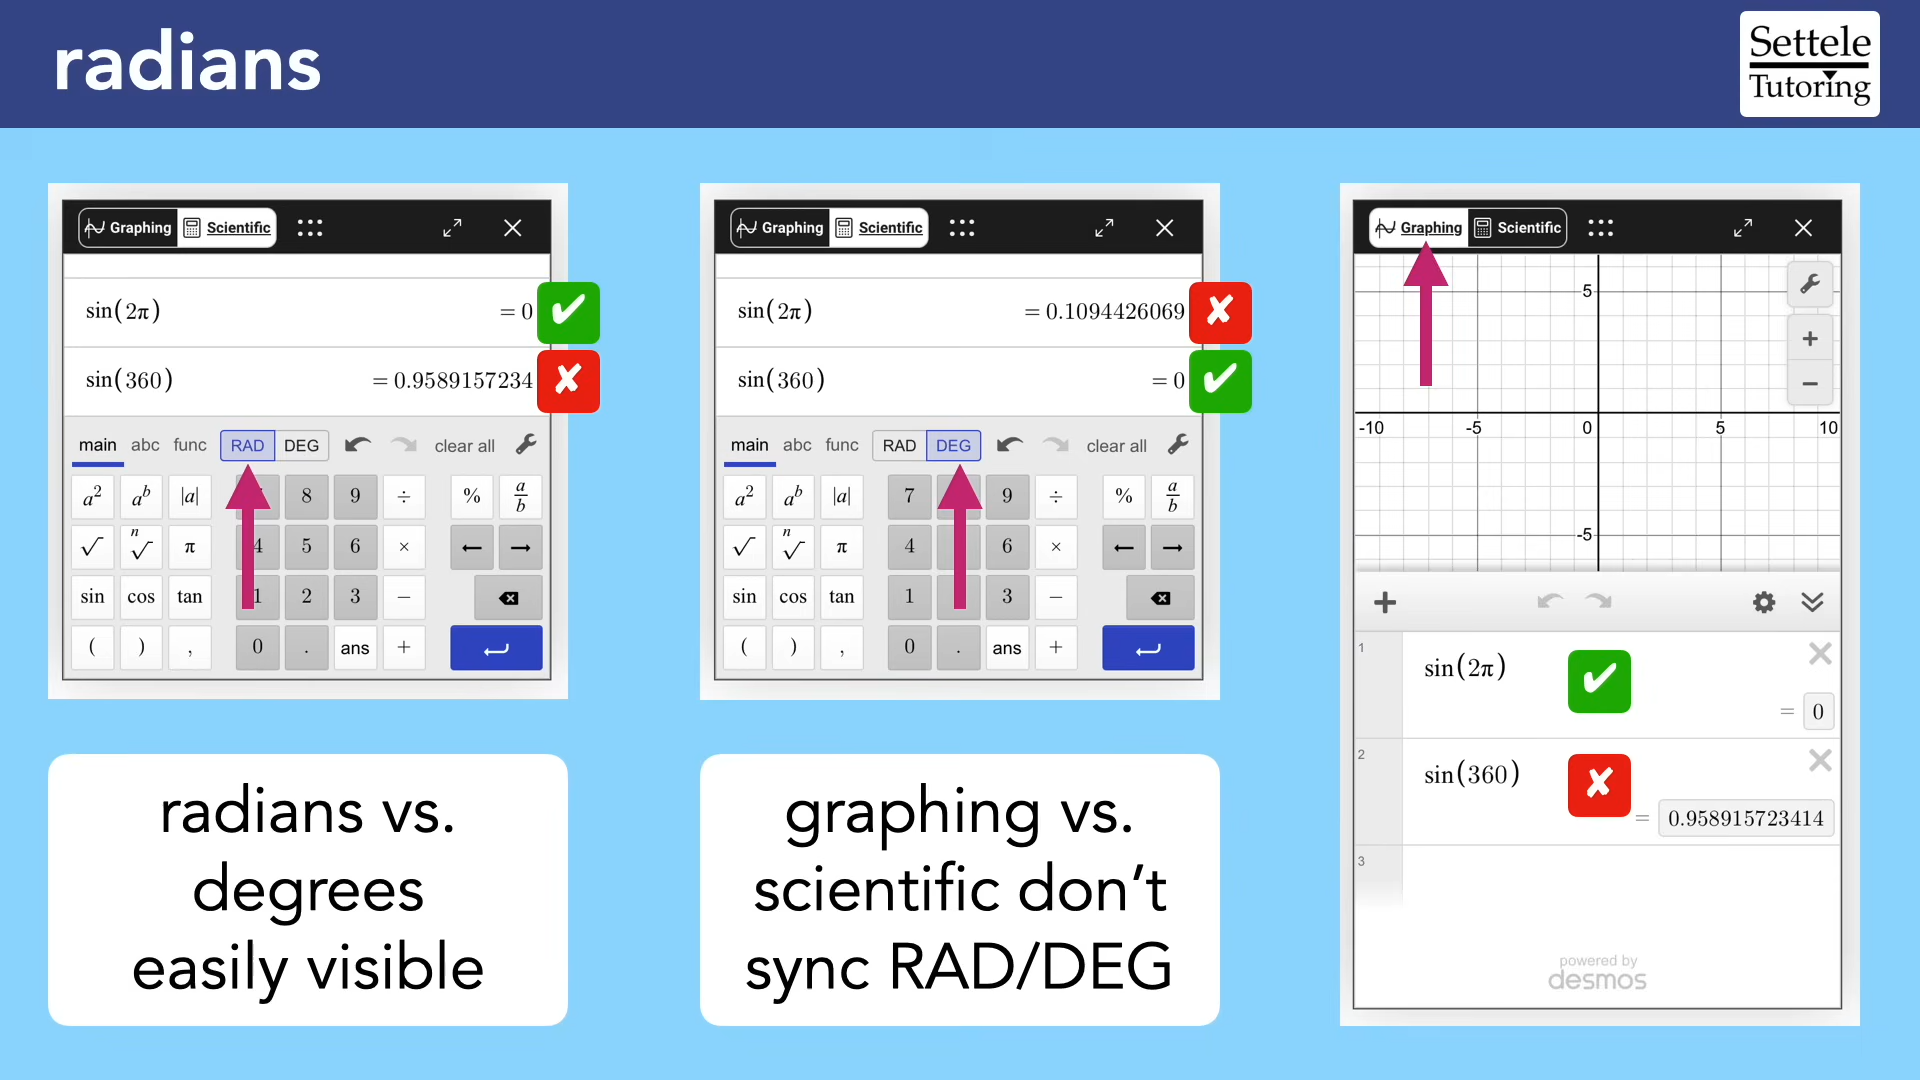 radians
Settele
Tutoring
Graphing Scientific
sin(2π) = 0
sin(360) = 0.9589157234
main abc func RAD DEG clear all
a² aᵇ |a| 8 9 ÷ % a/b
√ ⁿ√ π 4 5 6 × ← →
sin cos tan 1 2 3 −
( ) , 0 . ans +
radians vs.
degrees
easily visible
Graphing Scientific
sin(2π) = 0.1094426069
sin(360) = 0
main abc func RAD DEG clear all
a² aᵇ |a| 7 9 ÷ % a/b
√ ⁿ√ π 4 6 × ← →
sin cos tan 1 3 −
( ) , 0 . ans +
graphing vs.
scientific don’t
sync RAD/DEG
Graphing Scientific
5
+
−
-10 -5 0 5 10
-5
+
1
sin(2π)
= 0
2
sin(360)
= 0.958915723414
3
powered by
desmos